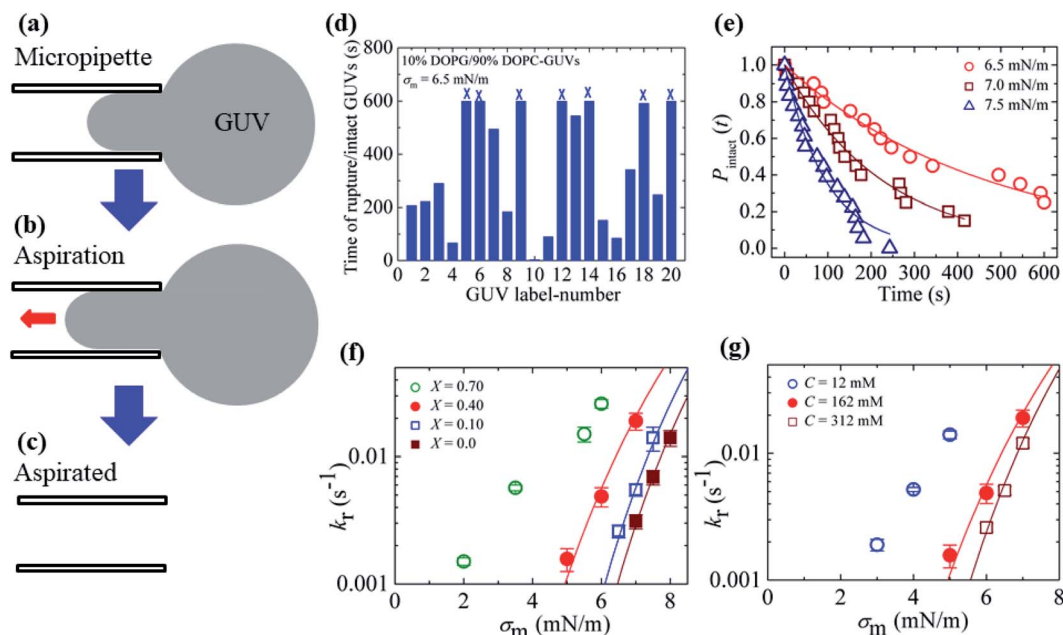 (a)
Micropipette
GUV
(b)
Aspiration
(c)
Aspirated
(d)
Time of rupture/intact GUVs (s)
800
600
400
200
0
10% DOPG/90% DOPC-GUVs
σm = 6.5 mN/m
X X X X X X X
0 2 4 6 8 10 12 14 16 18 20
GUV label-number
(e)
Pintact (t)
1.0
0.8
0.6
0.4
0.2
0.0
6.5 mN/m
7.0 mN/m
7.5 mN/m
0 100 200 300 400 500 600
Time (s)
(f)
kr (s-1)
0.01
0.001
X = 0.70
X = 0.40
X = 0.10
X = 0.0
0 2 4 6 8
σm (mN/m)
(g)
kr (s-1)
0.01
0.001
C = 12 mM
C = 162 mM
C = 312 mM
0 2 4 6 8
σm (mN/m)